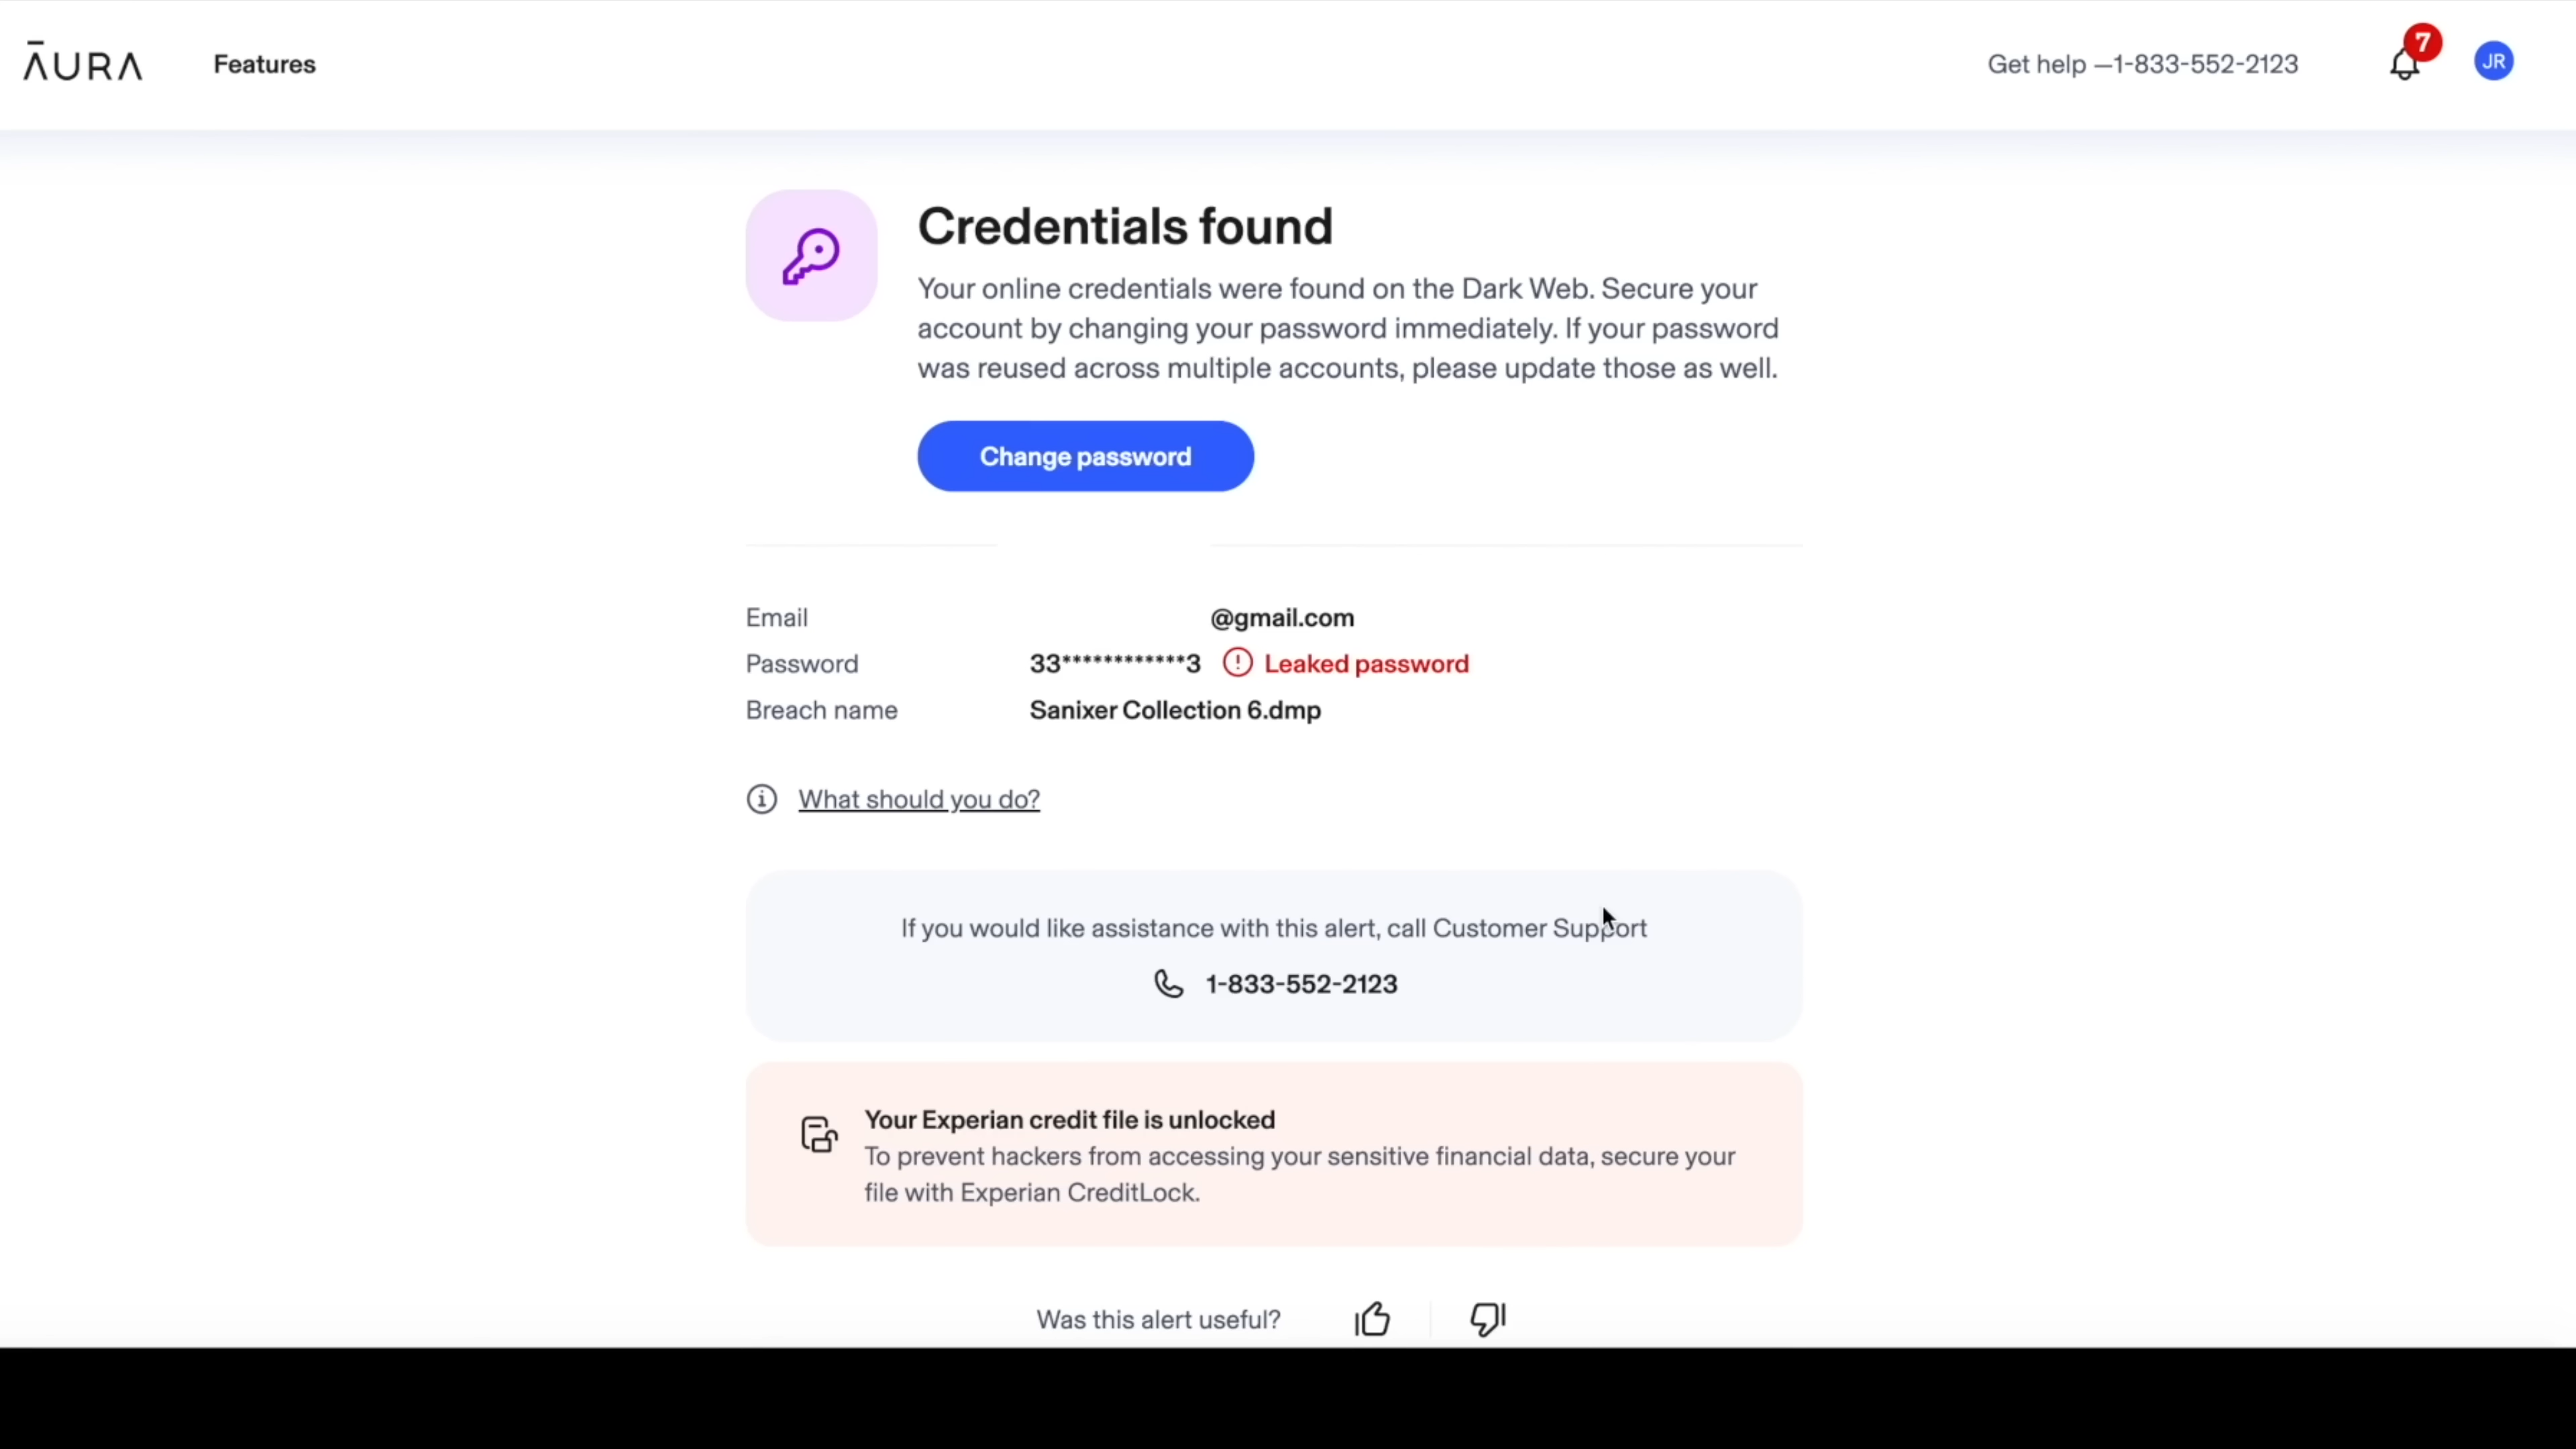 ĀURA Features Get help —1-833-552-2123 7 JR
Credentials found
Your online credentials were found on the Dark Web. Secure your
account by changing your password immediately. If your password
was reused across multiple accounts, please update those as well.
Change password
Email @gmail.com
Password 33************3 Leaked password
Breach name Sanixer Collection 6.dmp
What should you do?
If you would like assistance with this alert, call Customer Support
1-833-552-2123
Your Experian credit file is unlocked
To prevent hackers from accessing your sensitive financial data, secure your
file with Experian CreditLock.
Was this alert useful?